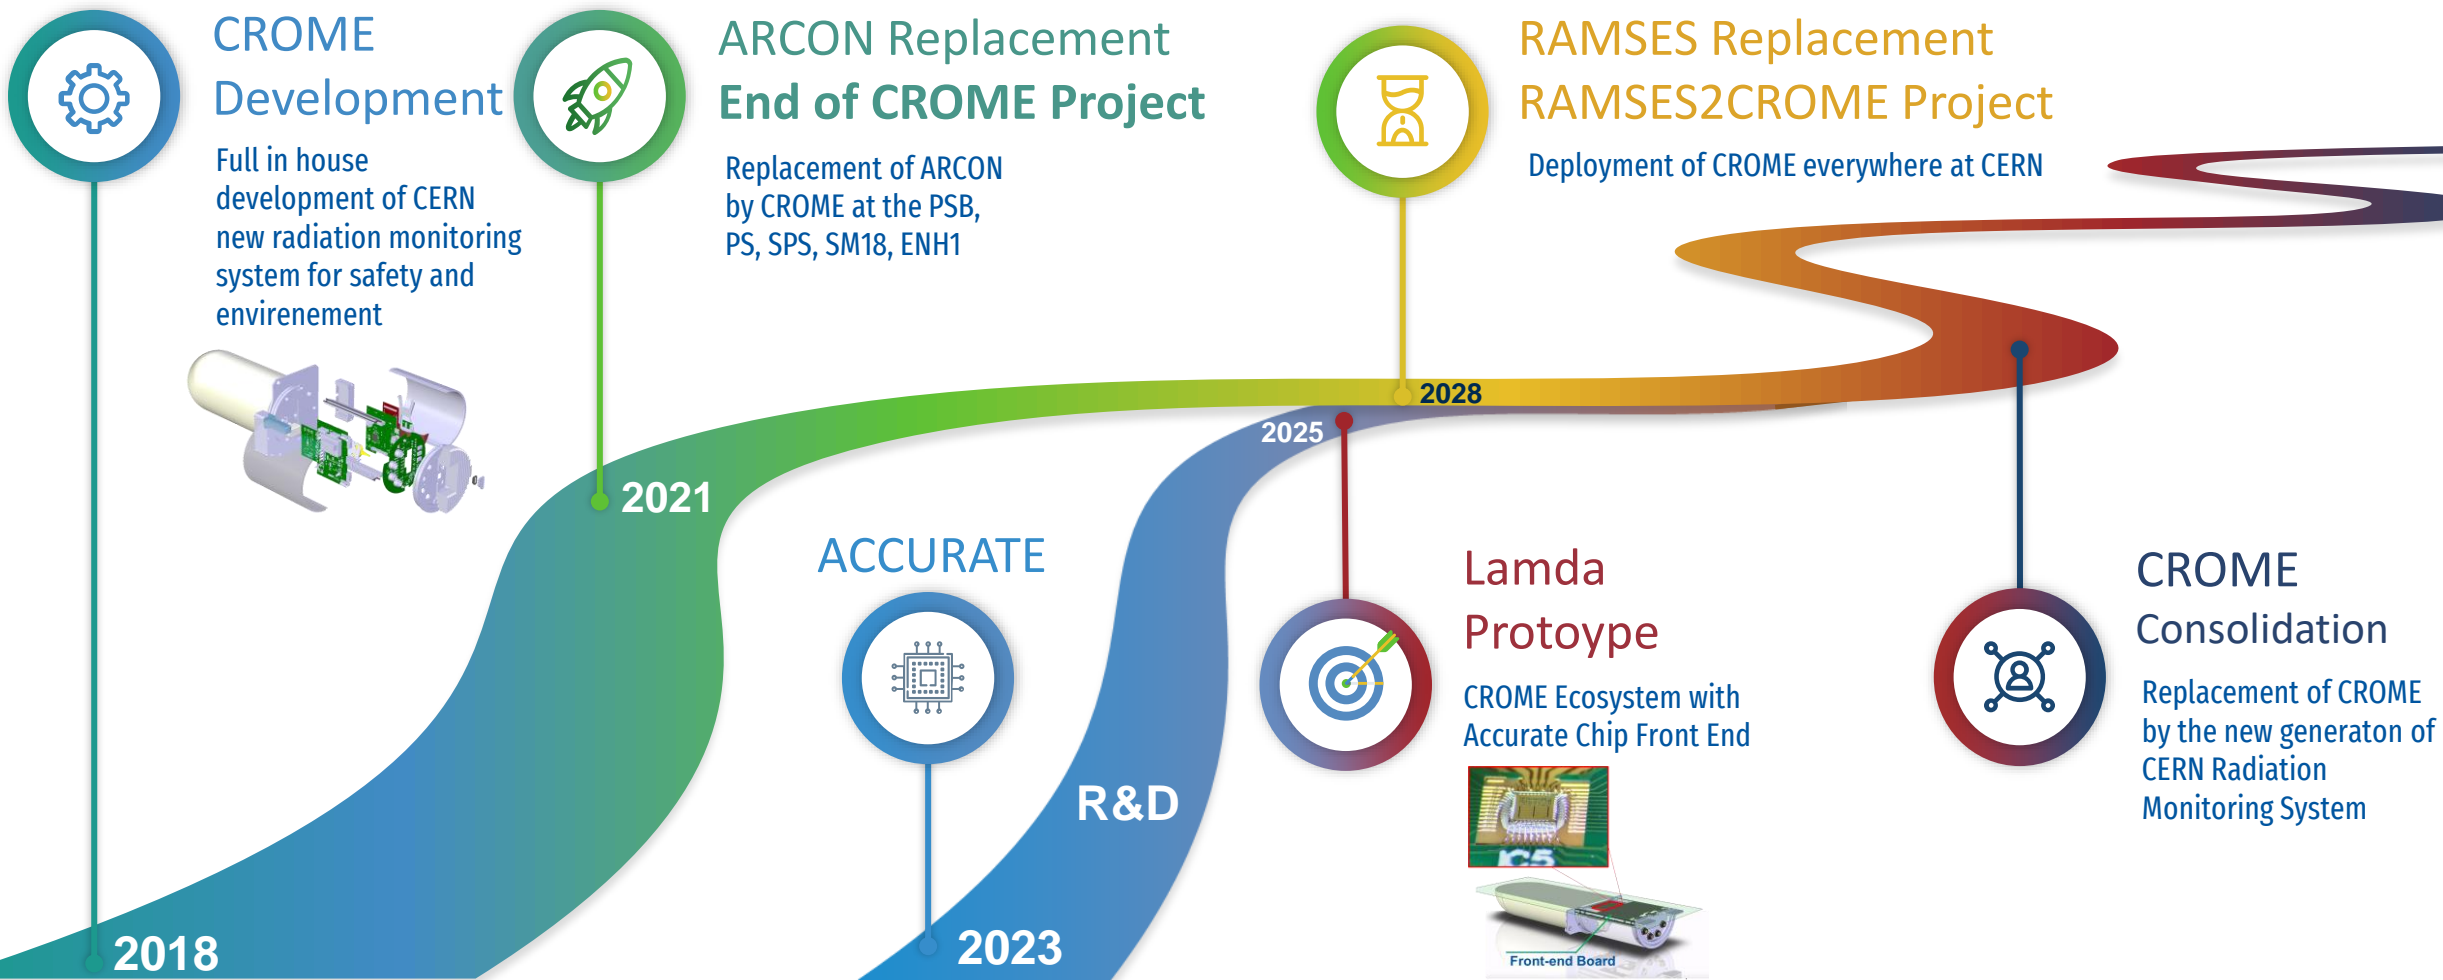 CROME
Development
Full in house
development of CERN
new radiation monitoring
system for safety and
envirenement
2018
ARCON Replacement
End of CROME Project
Replacement of ARCON
by CROME at the PSB,
PS, SPS, SM18, ENH1
2021
RAMSES Replacement
RAMSES2CROME Project
Deployment of CROME everywhere at CERN
2028
2025
ACCURATE
R&D
2023
Lamda
Protoype
CROME Ecosystem with
Accurate Chip Front End
IC5
Front-end Board
CROME
Consolidation
Replacement of CROME
by the new generaton of
CERN Radiation
Monitoring System